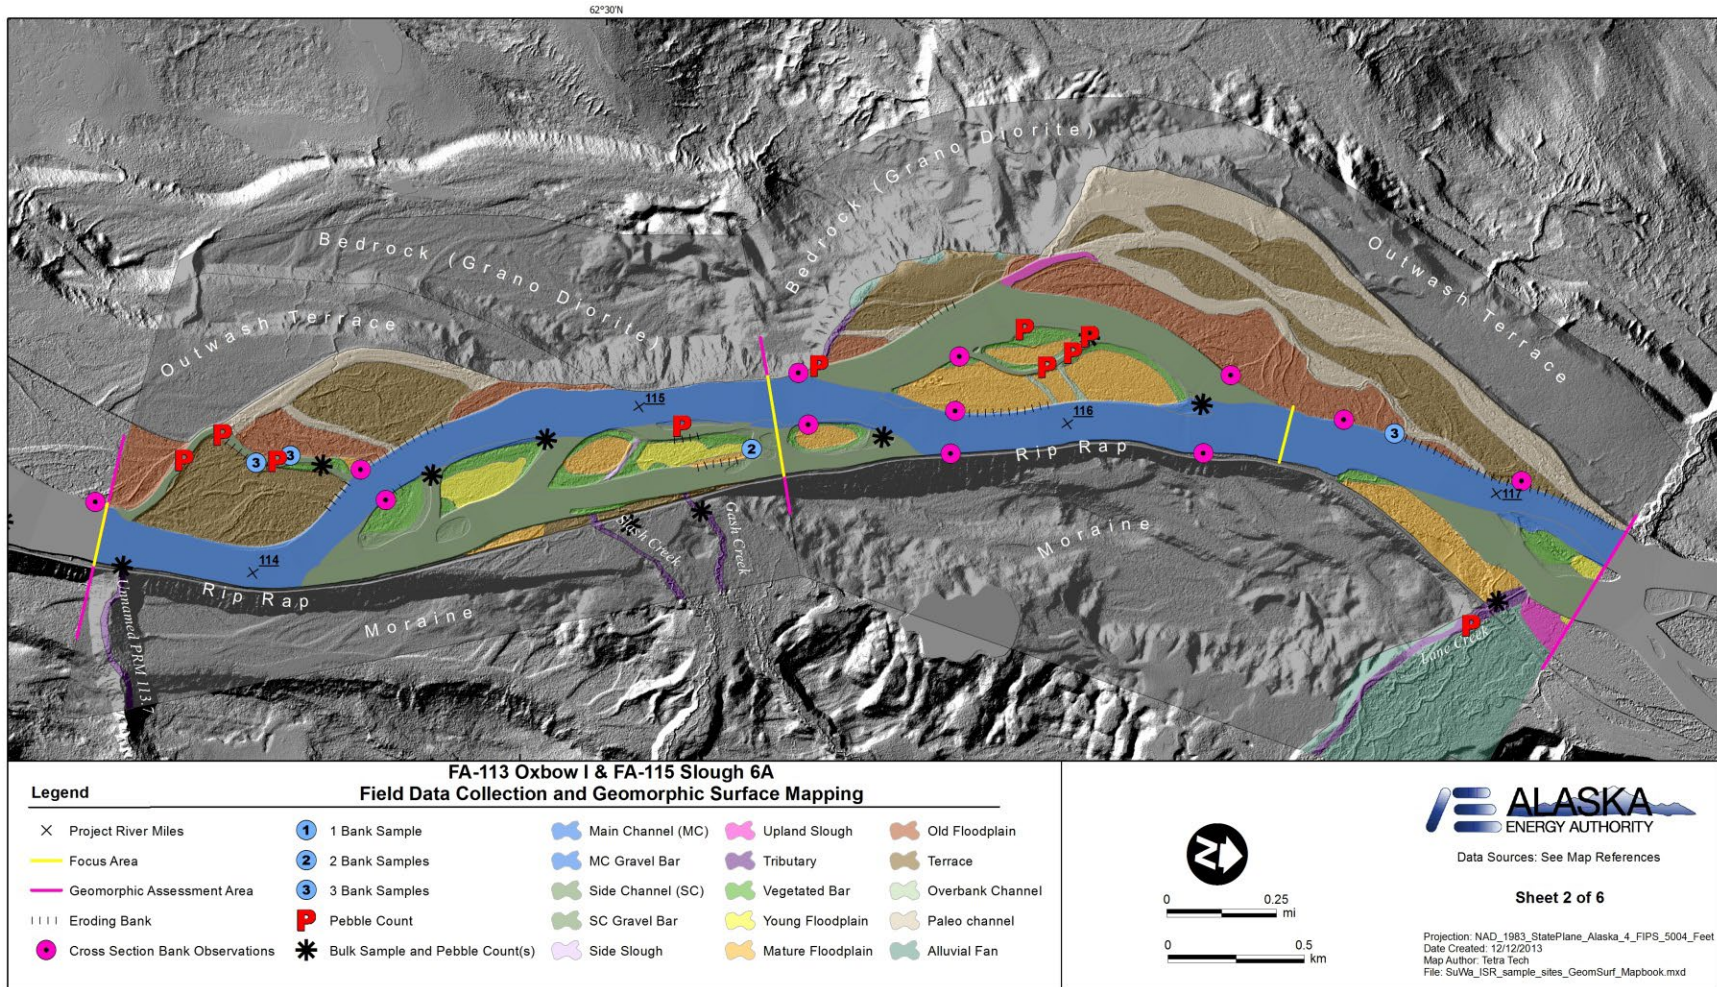 62°30'N
Bedrock (Grano Diorite)
Bedrock (Grano Diorite)
Outwash Terrace
Outwash Terrace
P
P
P
P
P
P
P
P
P
P
P
3
3
2
3
114
115
116
117
Rip Rap
Rip Rap
Moraine
Moraine
Unnamed PRM 113.7
Slash Creek
Gash Creek
Lane Creek
FA-113 Oxbow I & FA-115 Slough 6A
Field Data Collection and Geomorphic Surface Mapping
Legend
Project River Miles
Focus Area
Geomorphic Assessment Area
Eroding Bank
Cross Section Bank Observations
1 1 Bank Sample
2 2 Bank Samples
3 3 Bank Samples
P Pebble Count
Bulk Sample and Pebble Count(s)
Main Channel (MC)
MC Gravel Bar
Side Channel (SC)
SC Gravel Bar
Side Slough
Upland Slough
Tributary
Vegetated Bar
Young Floodplain
Mature Floodplain
Old Floodplain
Terrace
Overbank Channel
Paleo channel
Alluvial Fan
N
0 0.25
mi
0 0.5
km
ALASKA
ENERGY AUTHORITY
Data Sources: See Map References
Sheet 2 of 6
Projection: NAD_1983_StatePlane_Alaska_4_FIPS_5004_Feet
Date Created: 12/12/2013
Map Author: Tetra Tech
File: SuWa_ISR_sample_sites_GeomSurf_Mapbook.mxd